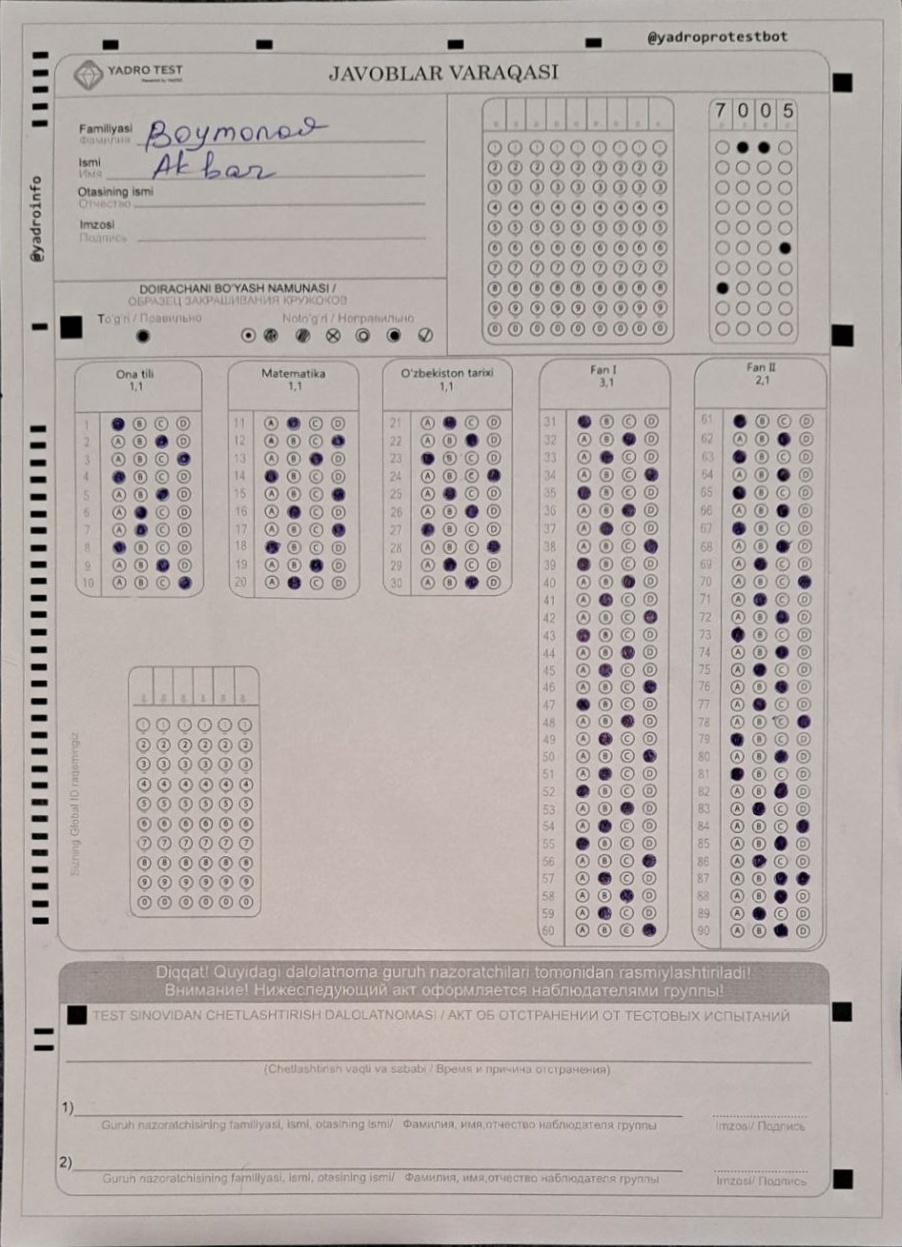 @yadroprotestbot
YADRO TEST
JAVOBLAR VARAQASI
7 0 0 5
Familiyasi Boymonov
Фамилия
Ismi Akbar
Имя
Otasining ismi
Отчество
Imzosi
Подпись
@yadroinfo
DOIRACHANI BO'YASH NAMUNASI /
ОБРАЗЕЦ ЗАКРАШИВАНИЯ КРУЖОКОВ
To'g'ri / Правильно Noto'g'ri / Неправильно
Ona tili
1,1
Matematika
1,1
O'zbekiston tarixi
1,1
Fan I
3,1
Fan II
2,1
Sizning Global ID raqamingiz
Diqqat! Quyidagi dalolatnoma guruh nazoratchilari tomonidan rasmiylashtiriladi!
Внимание! Нижеследующий акт оформляется наблюдателями группы!
TEST SINOVIDAN CHETLASHTIRISH DALOLATNOMASI / АКТ ОБ ОТСТРАНЕНИИ ОТ ТЕСТОВЫХ ИСПЫТАНИЙ
(Chetlashtirish vaqti va sababi / Время и причина отстранения)
1)
Guruh nazoratchisining familiyasi, ismi, otasining ismi/ Фамилия, имя,отчество наблюдателя группы Imzosi/ Подпись
2)
Guruh nazoratchisining familiyasi, ismi, otasining ismi/ Фамилия, имя,отчество наблюдателя группы Imzosi/ Подпись